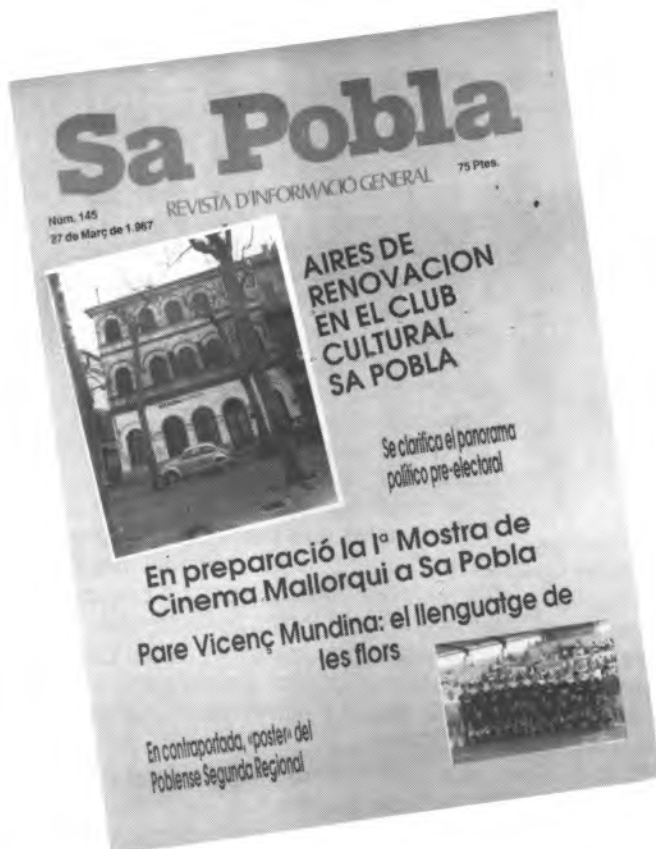 Sa Pobla
REVISTA D'INFORMACIÓ GENERAL
75 Ptes.
Núm. 145
27 de Març de 1.987
AIRES DE
RENOVACION
EN EL CLUB
CULTURAL
SA POBLA
Se clarifica el panorama
político pre-electoral
En preparació la Iª Mostra de
Cinema Mallorqui a Sa Pobla
Pare Vicenç Mundina: el llenguatge de
les flors
En contraportada, «poster» del
Poblense Segunda Regional